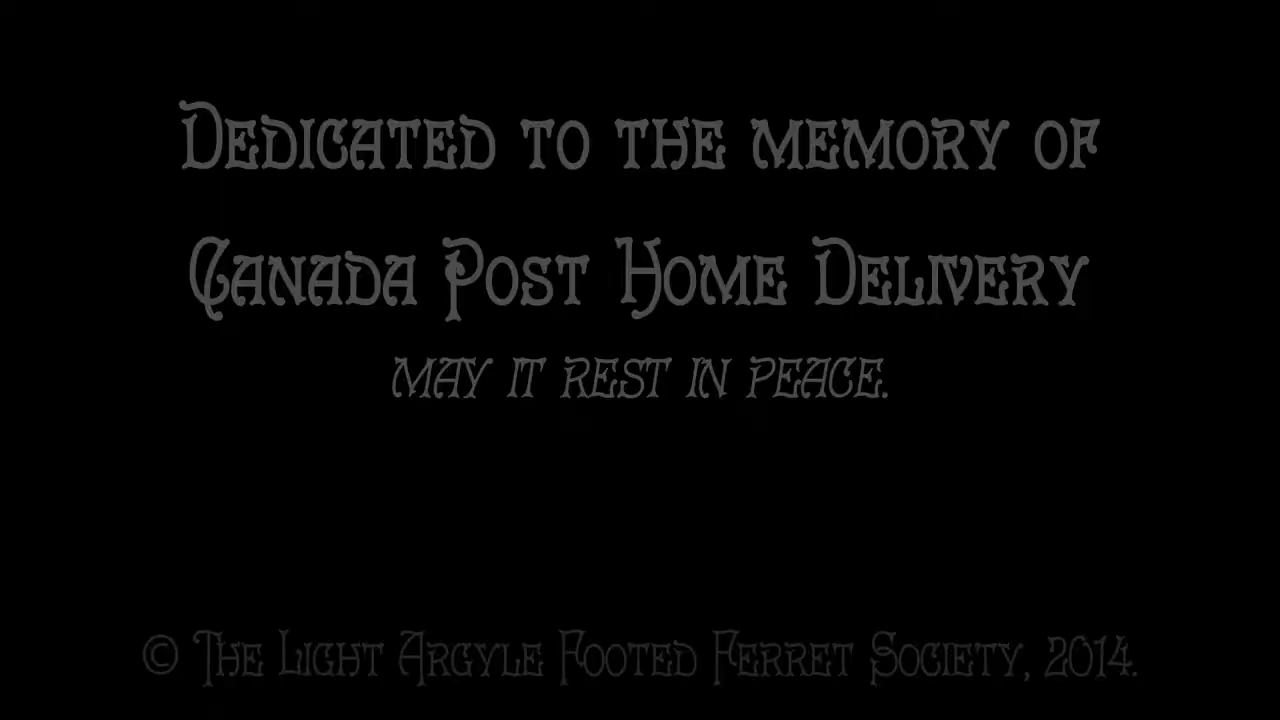 Dedicated to the memory of
Canada Post Home Delivery
may it rest in peace.
© The Light Argyle Footed Ferret Society, 2014.